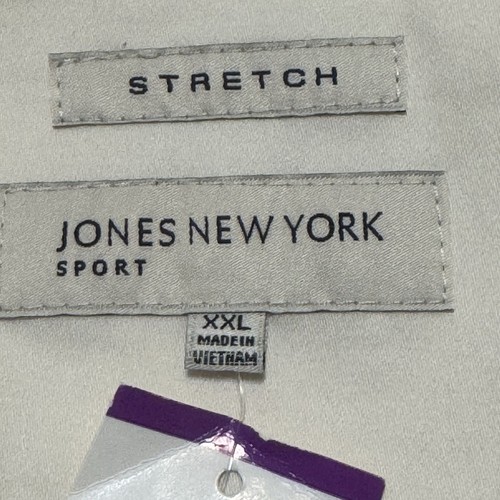 STRETCH
JONES NEW YORK
SPORT
XXL
MADE IN
VIETNAM